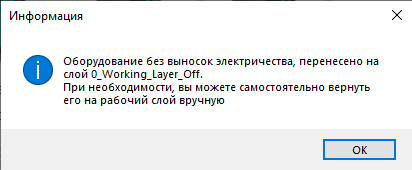 Информация
Оборудование без выносок электричества, перенесено на
слой 0_Working_Layer_Off.
При необходимости, вы можете самостоятельно вернуть
его на рабочий слой вручную
OK